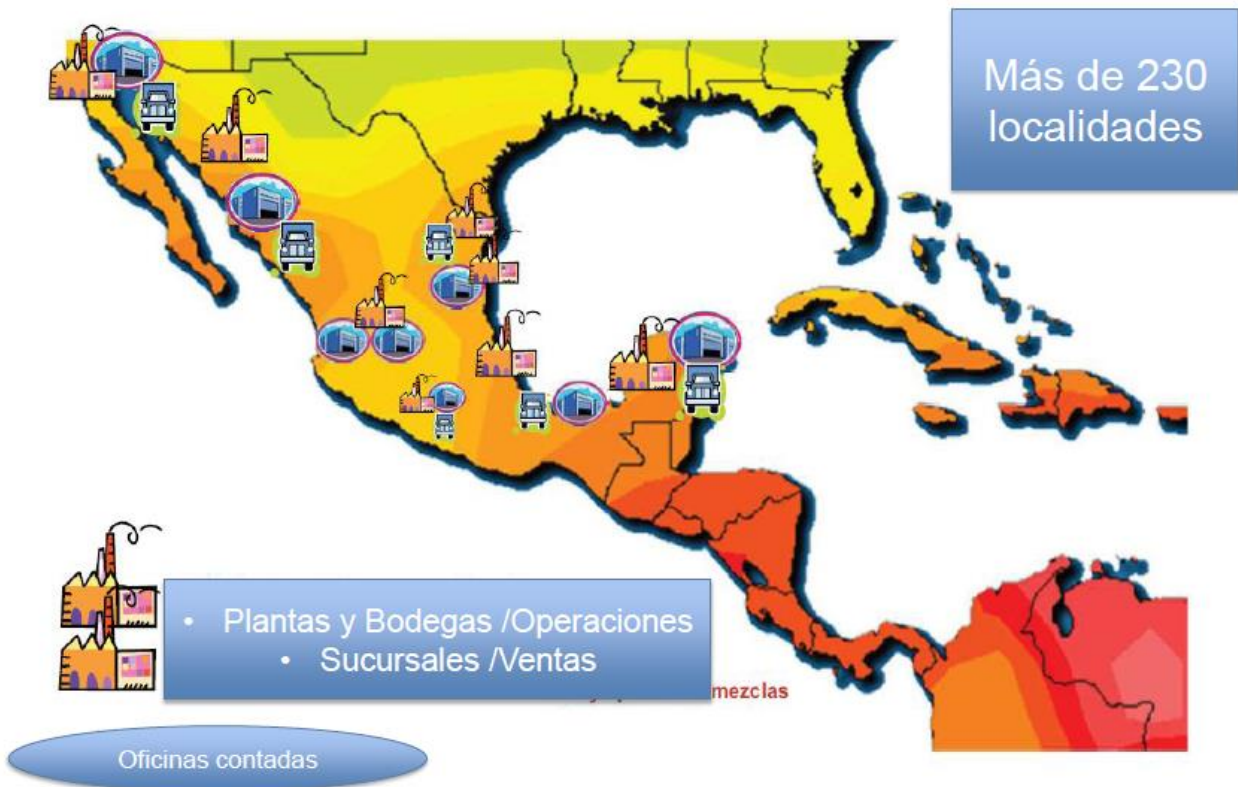 Más de 230
localidades
• Plantas y Bodegas /Operaciones
• Sucursales /Ventas
mezclas
Oficinas contadas